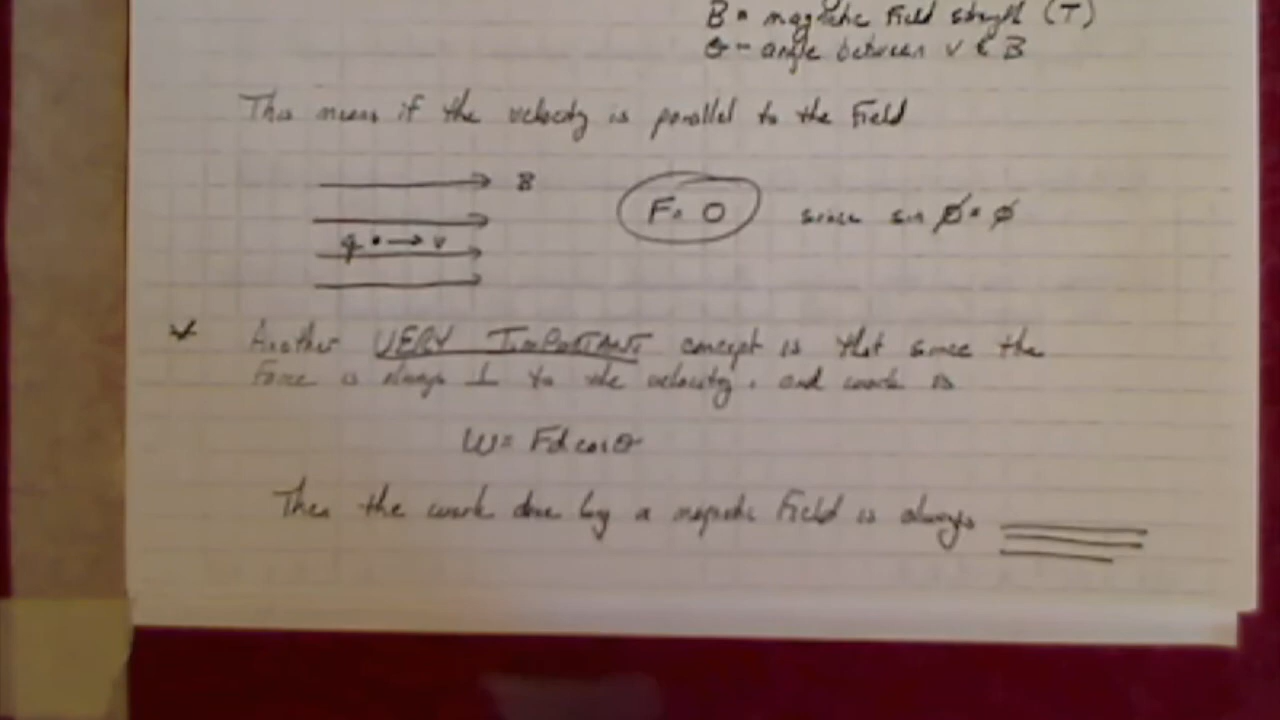 B = magnetic Field strength (T)
θ - angle between v & B
This means if the velocity is parallel to the Field
B
F = 0 since sin ϕ = ϕ
q v
* Another VERY IMPORTANT concept is that since the
Force is always ⊥ to the velocity, and work is
W = Fd cos θ
Then the work done by a magnetic Field is always